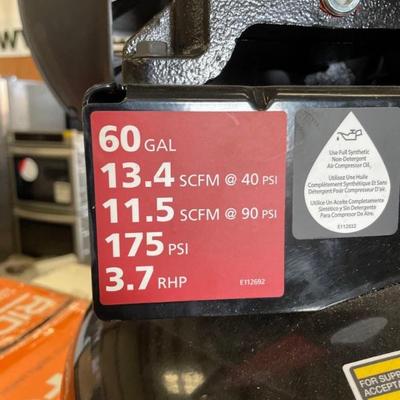 60 GAL
13.4 SCFM @ 40 PSI
11.5 SCFM @ 90 PSI
175 PSI
3.7 RHP
E112692
Use Full Synthetic
Non-Detergent
Air Compressor Oil.
Utilisez Une Huile
Complètement Synthétique Et Sans
Détergent Pour Compresseur D'air.
Utilice Un Aceite Completamente
Sintético y Sin Detergente
Para Compresor De Aire.
FOR SUPP
ACCEPTA
RID